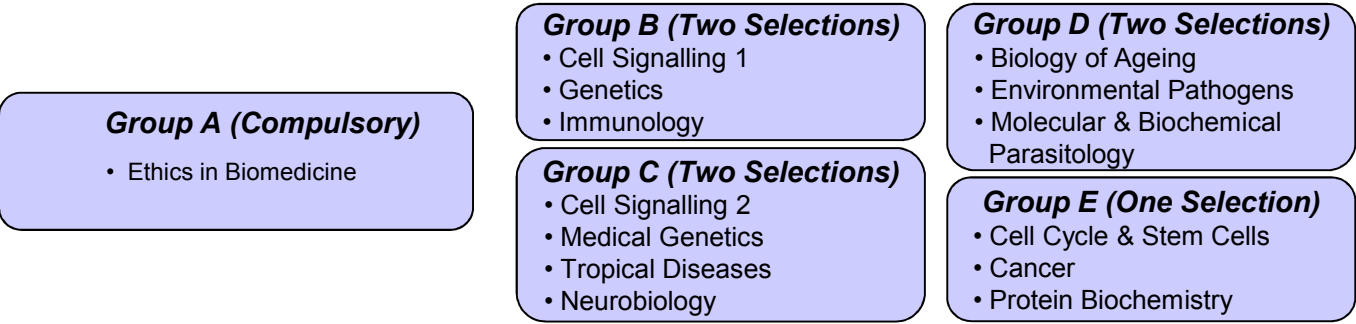 Group A (Compulsory)
• Ethics in Biomedicine
Group B (Two Selections)
• Cell Signalling 1
• Genetics
• Immunology
Group C (Two Selections)
• Cell Signalling 2
• Medical Genetics
• Tropical Diseases
• Neurobiology
Group D (Two Selections)
• Biology of Ageing
• Environmental Pathogens
• Molecular & Biochemical
Parasitology
Group E (One Selection)
• Cell Cycle & Stem Cells
• Cancer
• Protein Biochemistry